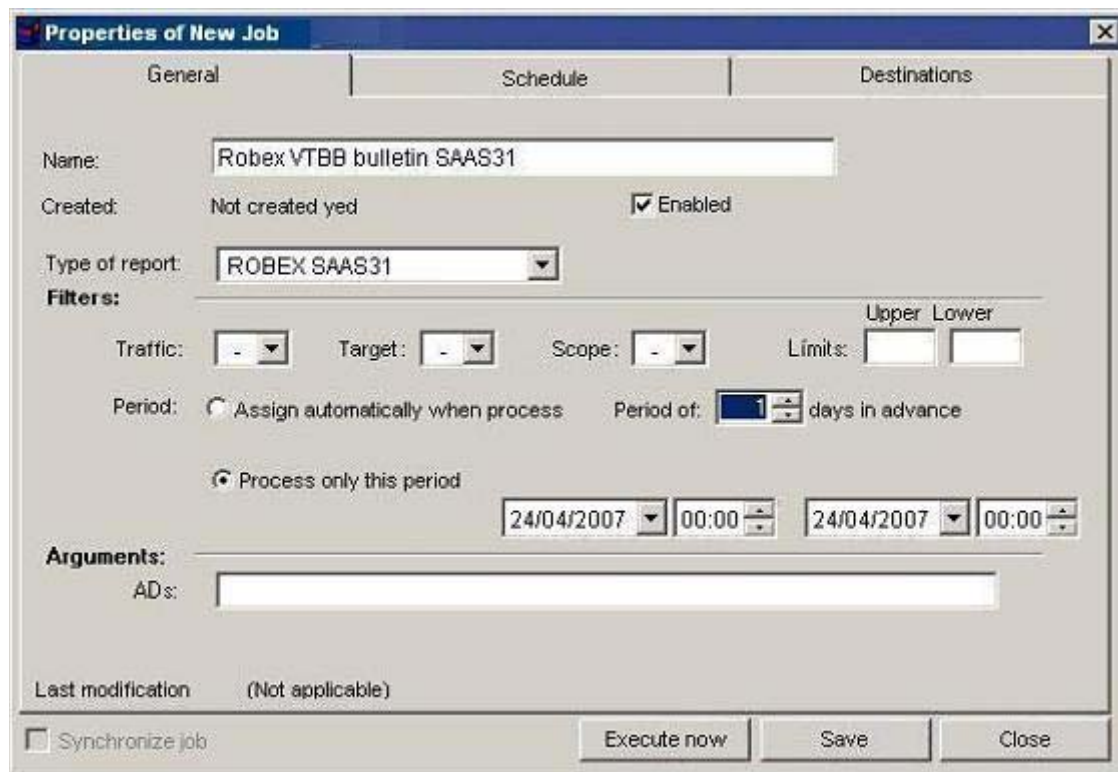 Properties of New Job
General Schedule Destinations
Name: Robex VTBB bulletin SAAS31
Created: Not created yed Enabled
Type of report: ROBEX SAAS31
Filters:
Upper Lower
Traffic: - Target: - Scope: - Límits:
Period: Assign automatically when process Period of: 1 days in advance
Process only this period
24/04/2007 00:00 24/04/2007 00:00
Arguments:
ADs:
Last modification (Not applicable)
Synchronize job Execute now Save Close